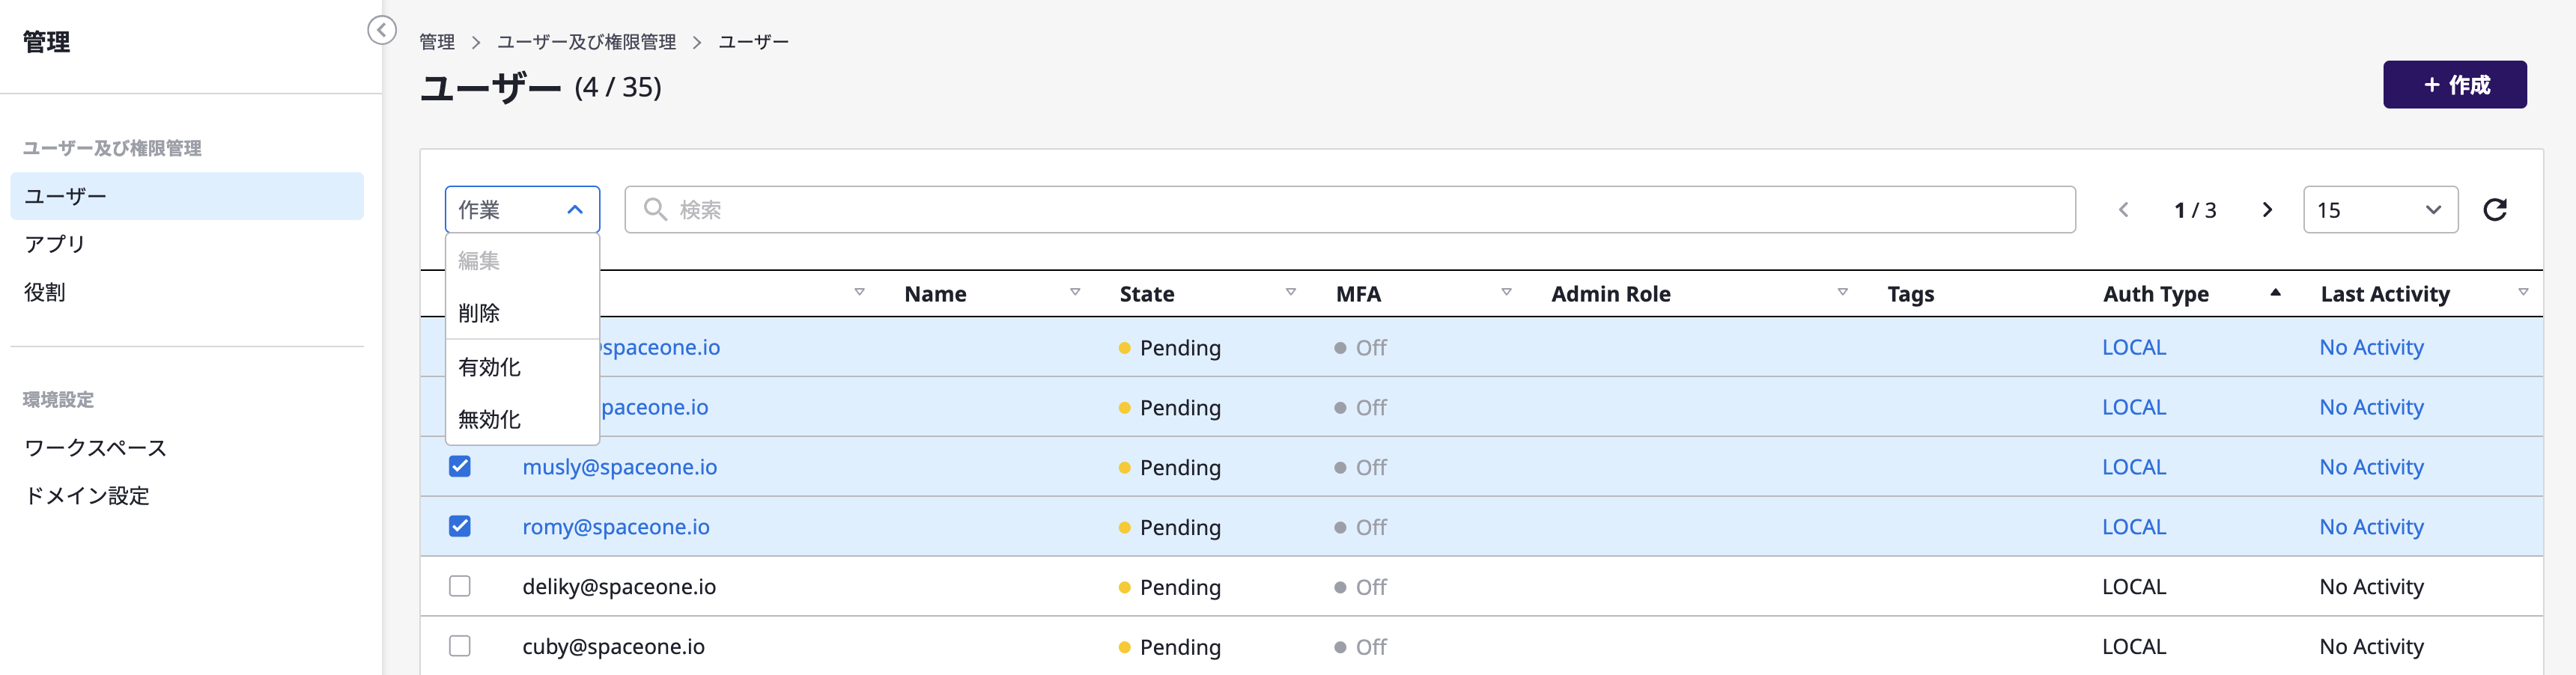 管理
ユーザー及び権限管理
ユーザー
アプリ
役割
環境設定
ワークスペース
ドメイン設定
管理 > ユーザー及び権限管理 > ユーザー
ユーザー (4 / 35)
+ 作成
作業 検索 1 / 3 15
編集
削除
有効化
無効化
Name State MFA Admin Role Tags Auth Type Last Activity
spaceone.io Pending Off LOCAL No Activity
paceone.io Pending Off LOCAL No Activity
musly@spaceone.io Pending Off LOCAL No Activity
romy@spaceone.io Pending Off LOCAL No Activity
deliky@spaceone.io Pending Off LOCAL No Activity
cuby@spaceone.io Pending Off LOCAL No Activity